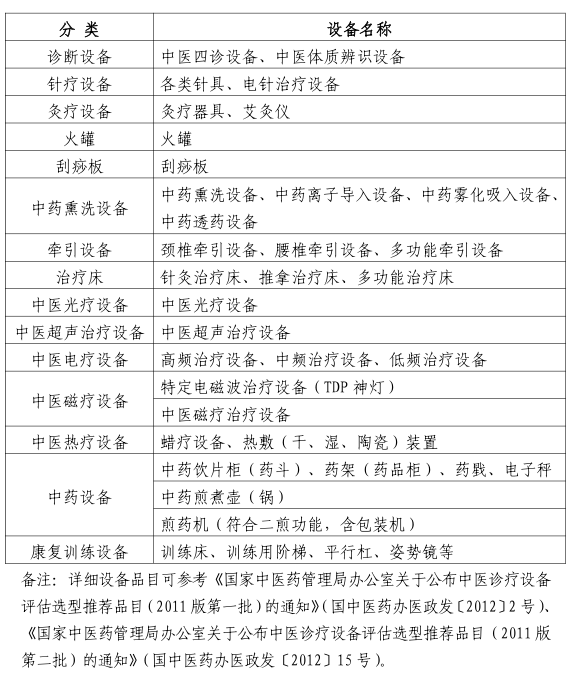 分 类 设备名称
诊断设备 中医四诊设备、中医体质辨识设备
针疗设备 各类针具、电针治疗设备
灸疗设备 灸疗器具、艾灸仪
火罐 火罐
刮痧板 刮痧板
中药熏洗设备 中药熏洗设备、中药离子导入设备、中药雾化吸入设备、
中药透药设备
牵引设备 颈椎牵引设备、腰椎牵引设备、多功能牵引设备
治疗床 针灸治疗床、推拿治疗床、多功能治疗床
中医光疗设备 中医光疗设备
中医超声治疗设备 中医超声治疗设备
中医电疗设备 高频治疗设备、中频治疗设备、低频治疗设备
中医磁疗设备 特定电磁波治疗设备（TDP 神灯）
中医磁疗治疗设备
中医热疗设备 蜡疗设备、热敷（干、湿、陶瓷）装置
中药设备 中药饮片柜（药斗）、药架（药品柜）、药戥、电子秤
中药煎煮壶（锅）
煎药机（符合二煎功能，含包装机）
康复训练设备 训练床、训练用阶梯、平行杠、姿势镜等
备注：详细设备品目可参考《国家中医药管理局办公室关于公布中医诊疗设备
评估选型推荐品目（2011 版第一批）的通知》（国中医药办医政发〔2012〕2 号）、
《国家中医药管理局办公室关于公布中医诊疗设备评估选型推荐品目（2011 版
第二批）的通知》（国中医药办医政发〔2012〕15 号）。